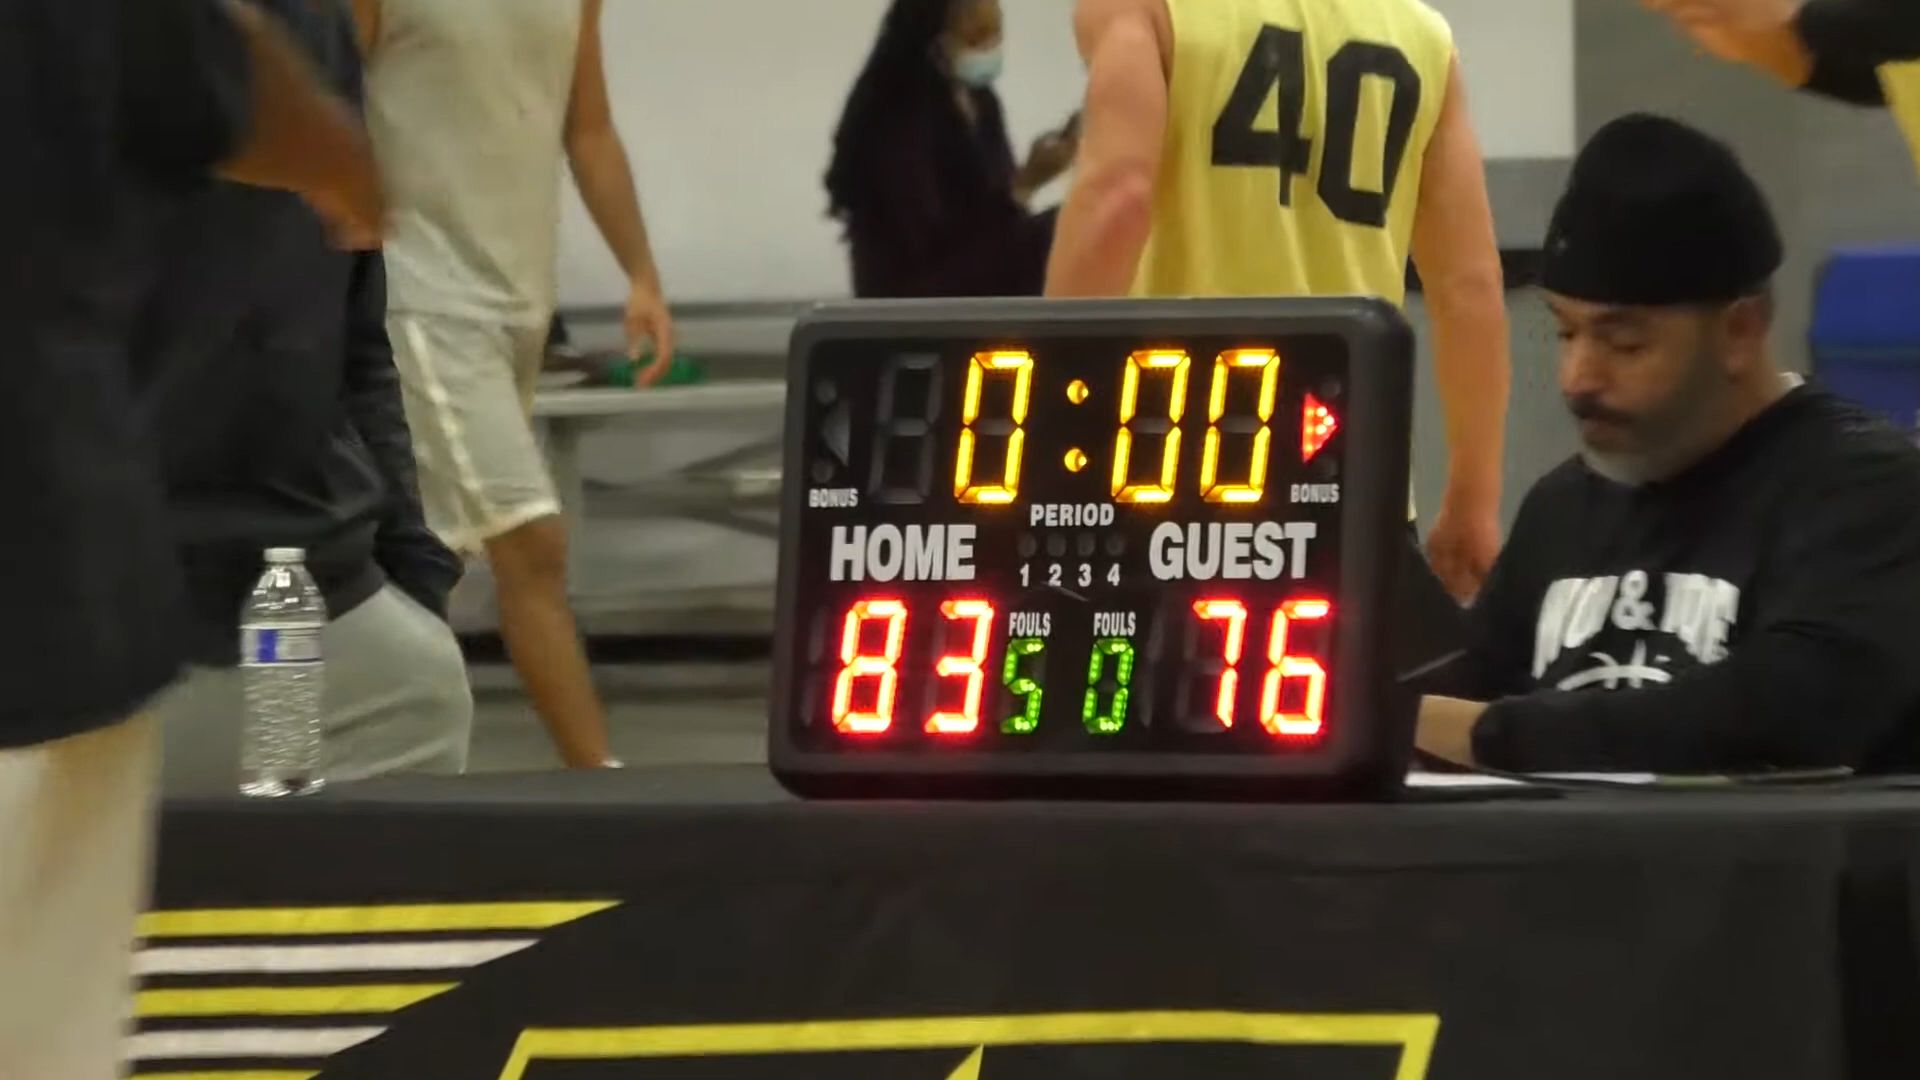 40
0:00
BONUS
BONUS
PERIOD
HOME
GUEST
1 2 3 4
FOULS
FOULS
83
5
0
76